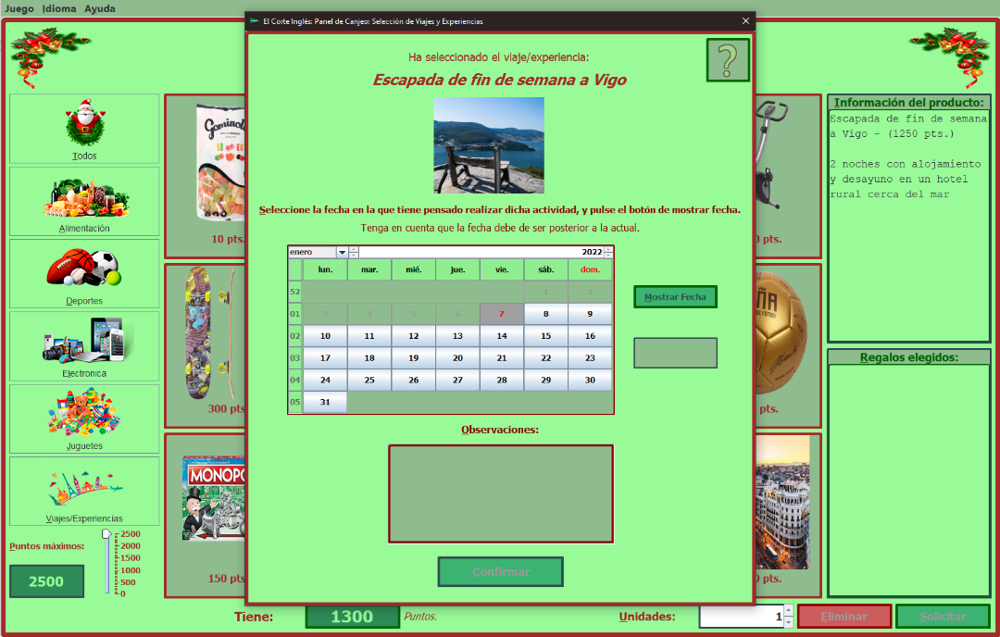 Juego Idioma Ayuda
El Corte Inglés: Panel de Canjeo: Selección de Viajes y Experiencias
Ha seleccionado el viaje/experiencia:
Escapada de fin de semana a Vigo
?
Seleccione la fecha en la que tiene pensado realizar dicha actividad, y pulse el botón de mostrar fecha.
Tenga en cuenta que la fecha debe de ser posterior a la actual.
enero 2022
lun. mar. mié. jue. vie. sáb. dom.
52 1 2
01 3 4 5 6 7 8 9
02 10 11 12 13 14 15 16
03 17 18 19 20 21 22 23
04 24 25 26 27 28 29 30
05 31
Mostrar Fecha
Observaciones:
Confirmar
Todos
Alimentación
Deportes
Electronica
Juguetes
Viajes/Experiencias
Puntos máximos:
2500
2500
2000
1500
1000
500
0
10 pts.
300 pts
MONOPO
150 pts
0 pts.
ÑA
pts.
0 pts.
Información del producto:
Escapada de fin de semana
a Vigo - (1250 pts.)
2 noches con alojamiento
y desayuno en un hotel
rural cerca del mar
Regalos elegidos:
Tiene:
1300
Puntos.
Unidades:
1
Eliminar
Solicitar